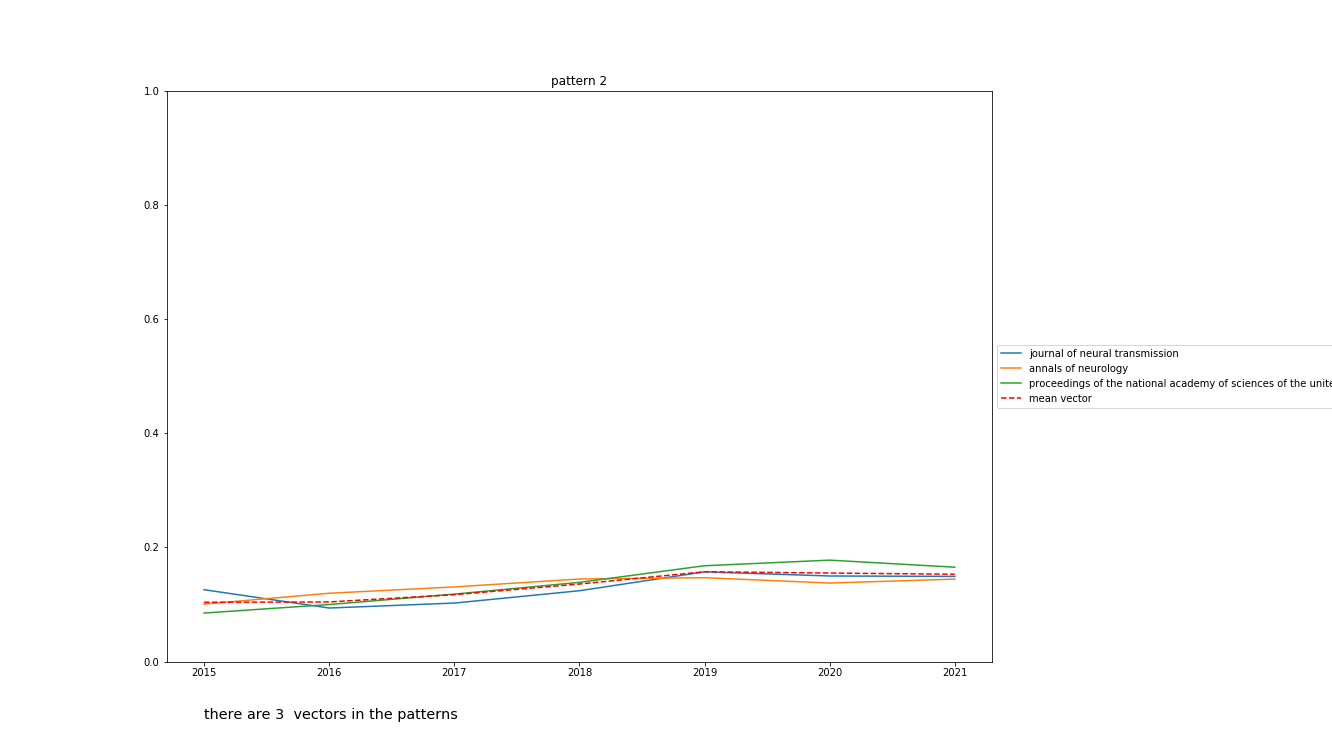 pattern 2
1.0
0.8
0.6
0.4
0.2
0.0
2015 2016 2017 2018 2019 2020 2021
journal of neural transmission
annals of neurology
proceedings of the national academy of sciences of the unite
mean vector
there are 3  vectors in the patterns